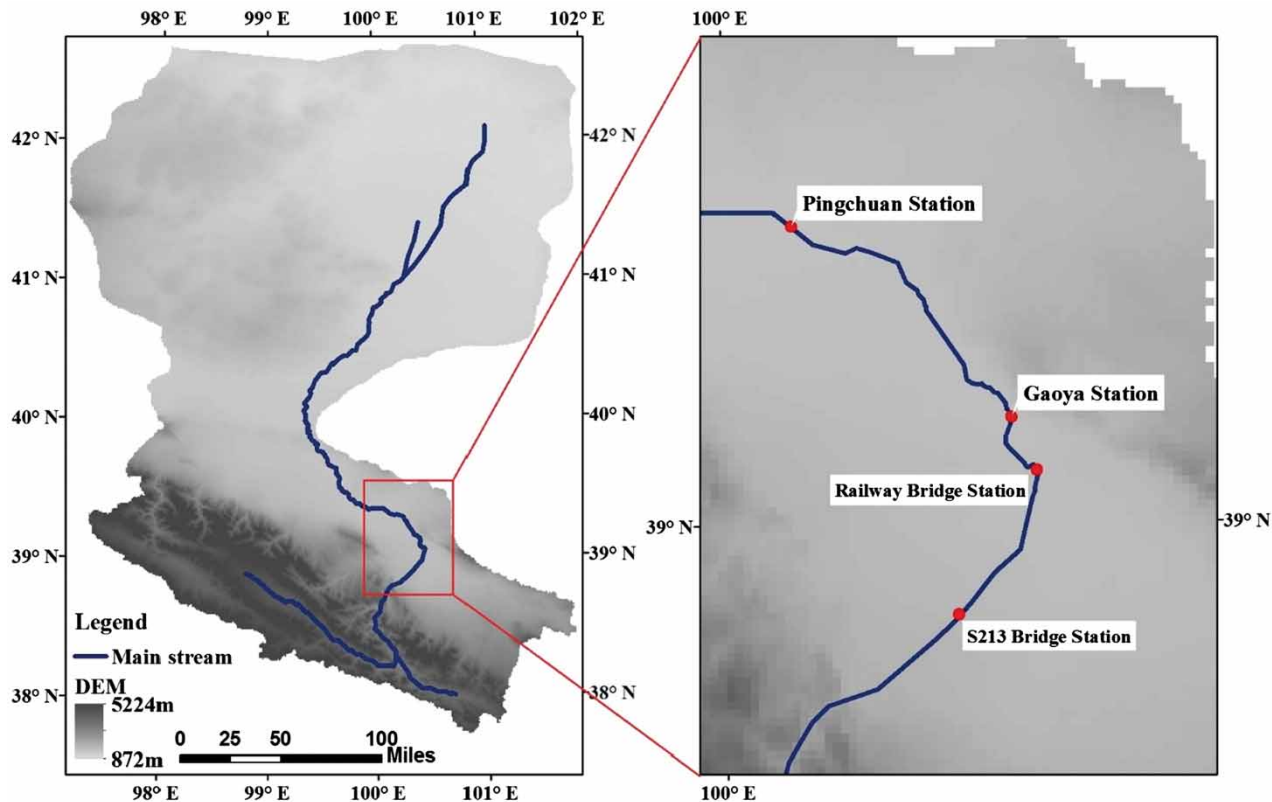 98° E 99° E 100° E 101° E 102° E
100° E
42° N
42° N
41° N
41° N
40° N
40° N
39° N
39° N
38° N
38° N
Legend
Main stream
DEM
5224m
872m
0 25 50 100
Miles
98° E 99° E 100° E 101° E
Pingchuan Station
Gaoya Station
Railway Bridge Station
39° N
39° N
S213 Bridge Station
100° E